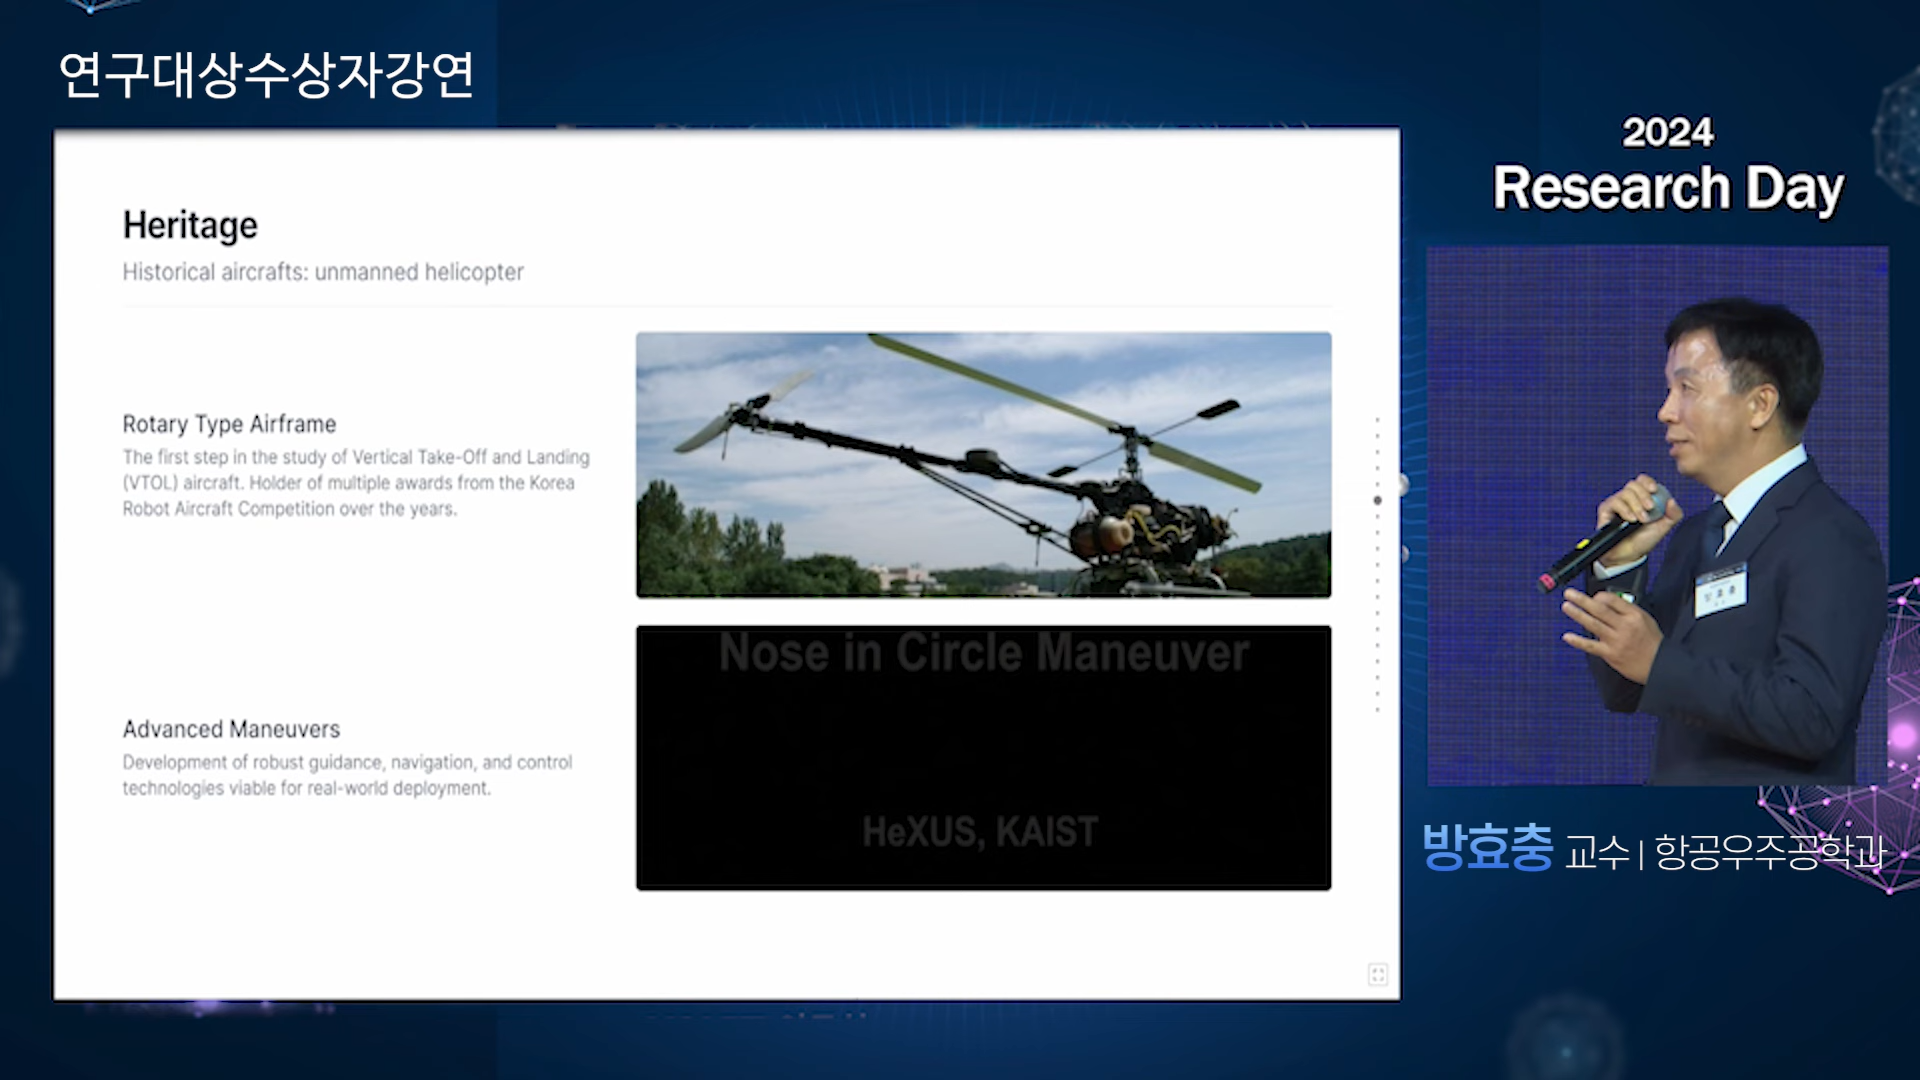 연구대상수상자강연
2024
Research Day
Heritage
Historical aircrafts: unmanned helicopter
Rotary Type Airframe
The first step in the study of Vertical Take-Off and Landing
(VTOL) aircraft. Holder of multiple awards from the Korea
Robot Aircraft Competition over the years.
Nose in Circle Maneuver
HeXUS, KAIST
Advanced Maneuvers
Development of robust guidance, navigation, and control
technologies viable for real-world deployment.
방효충
방효충 교수 | 항공우주공학과